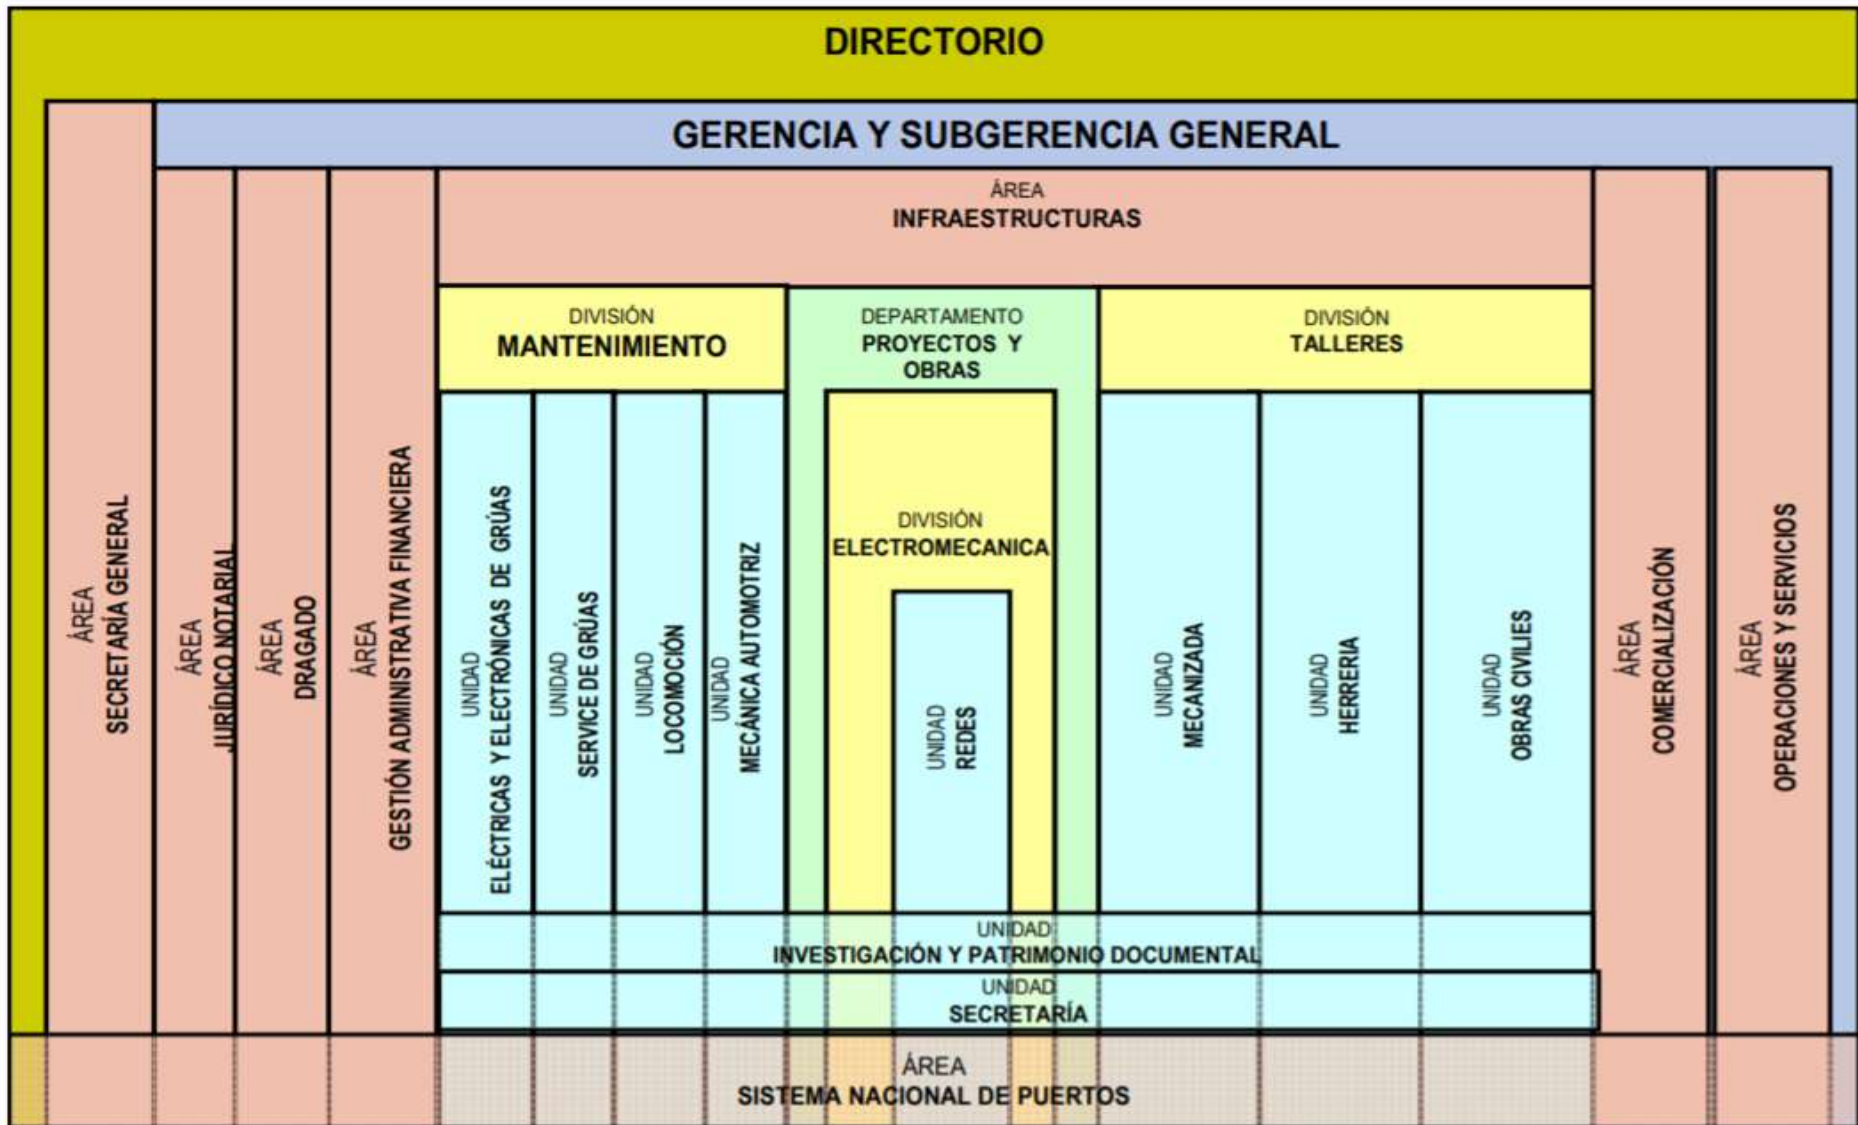 DIRECTORIO
GERENCIA Y SUBGERENCIA GENERAL
ÁREA
SECRETARÍA GENERAL
ÁREA
JURÍDICO NOTARIAL
ÁREA
DRAGADO
ÁREA
GESTIÓN ADMINISTRATIVA FINANCIERA
ÁREA
INFRAESTRUCTURAS
DIVISIÓN
MANTENIMIENTO
UNIDAD
ELÉCTRICAS Y ELECTRÓNICAS DE GRÚAS
UNIDAD
SERVICE DE GRÚAS
UNIDAD
LOCOMOCIÓN
UNIDAD
MECÁNICA AUTOMOTRIZ
DEPARTAMENTO
PROYECTOS Y
OBRAS
DIVISIÓN
ELECTROMECANICA
UNIDAD
REDES
DIVISIÓN
TALLERES
UNIDAD
MECANIZADA
UNIDAD
HERRERIA
UNIDAD
OBRAS CIVILIES
ÁREA
COMERCIALIZACIÓN
ÁREA
OPERACIONES Y SERVICIOS
UNIDAD
INVESTIGACIÓN Y PATRIMONIO DOCUMENTAL
UNIDAD
SECRETARÍA
ÁREA
SISTEMA NACIONAL DE PUERTOS